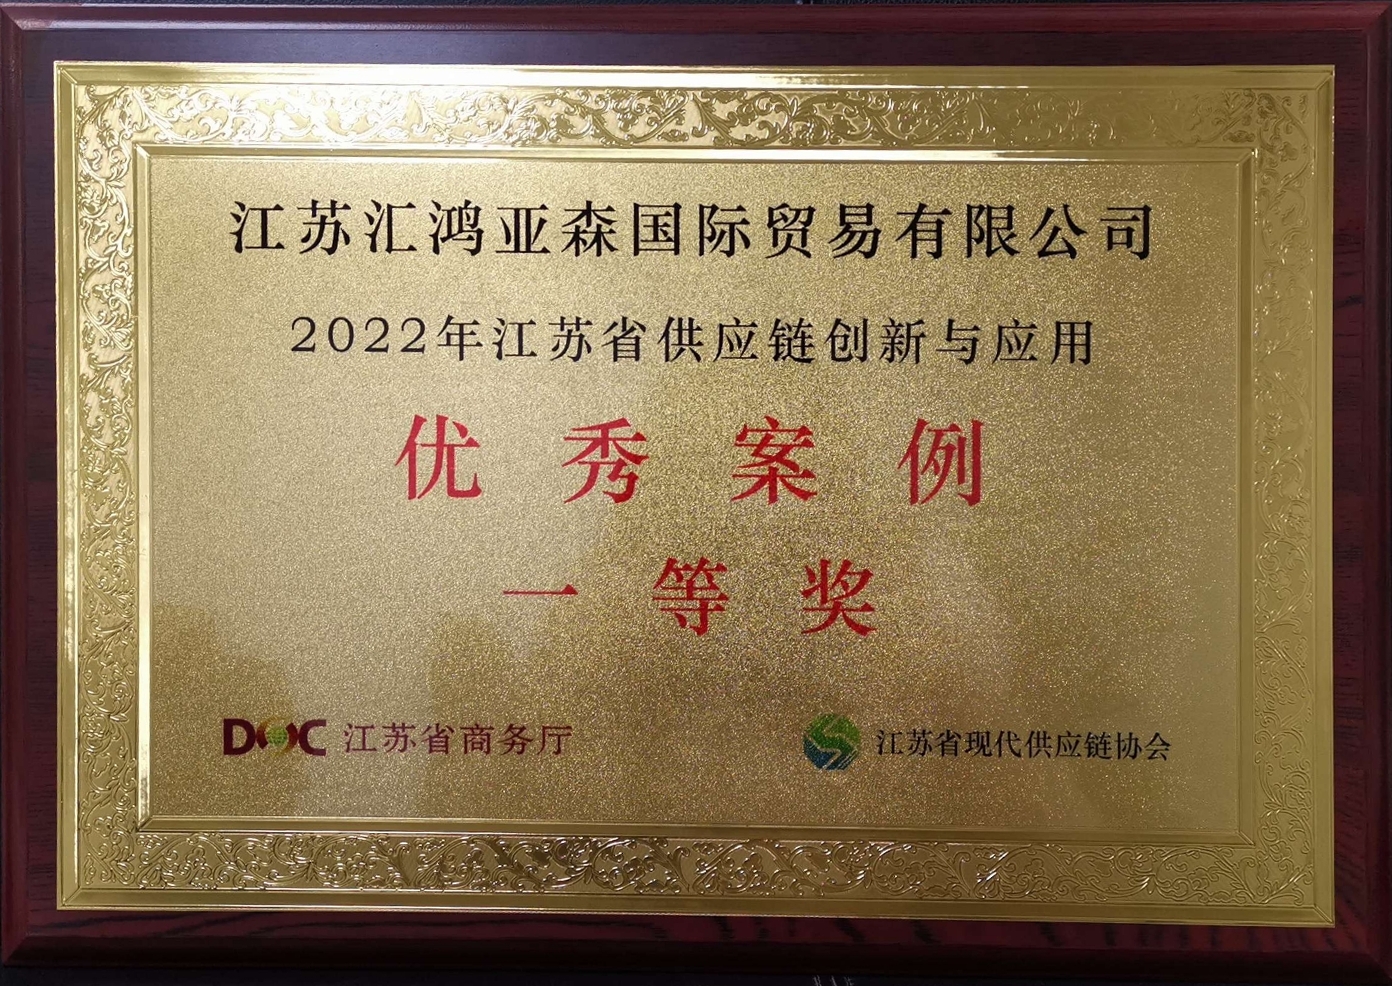 江苏汇鸿亚森国际贸易有限公司
2022年江苏省供应链创新与应用
优秀案例
一等奖
DOC 江苏省商务厅
江苏省现代供应链协会